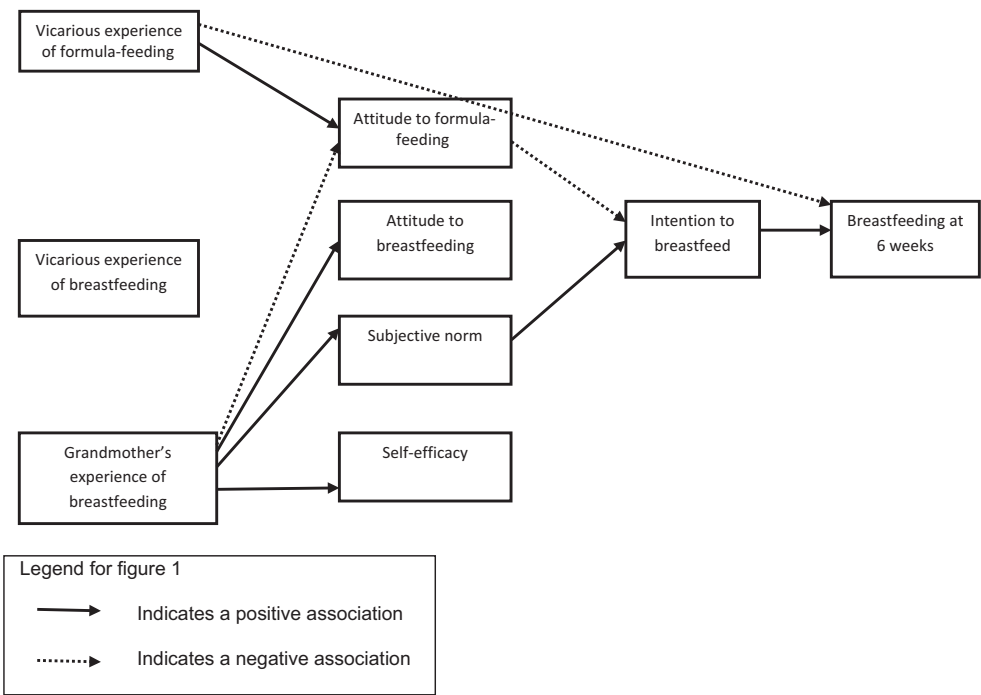 Vicarious experience
of formula-feeding
Attitude to formula-
feeding
Attitude to
breastfeeding
Intention to
breastfeed
Breastfeeding at
6 weeks
Vicarious experience
of breastfeeding
Subjective norm
Grandmother’s
experience of
breastfeeding
Self-efficacy
Legend for figure 1
Indicates a positive association
Indicates a negative association